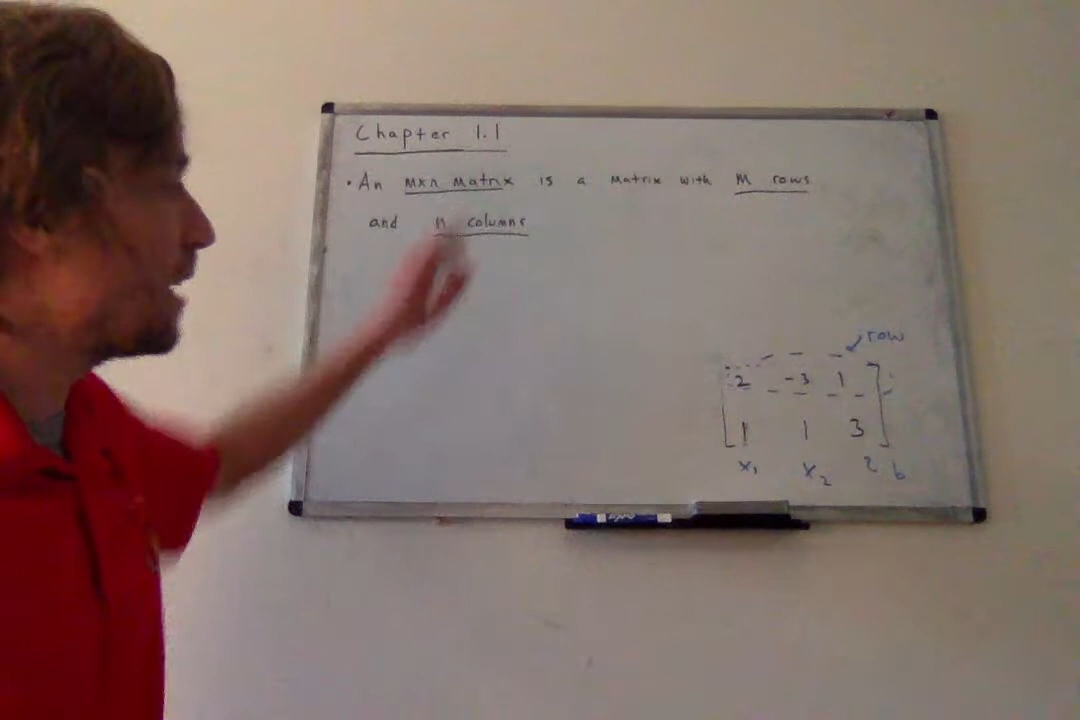 Chapter 1.1
• An mxn matrix is a matrix with M rows
and n columns
row
2 -3 1
1 1 3
x₁ x₂ b